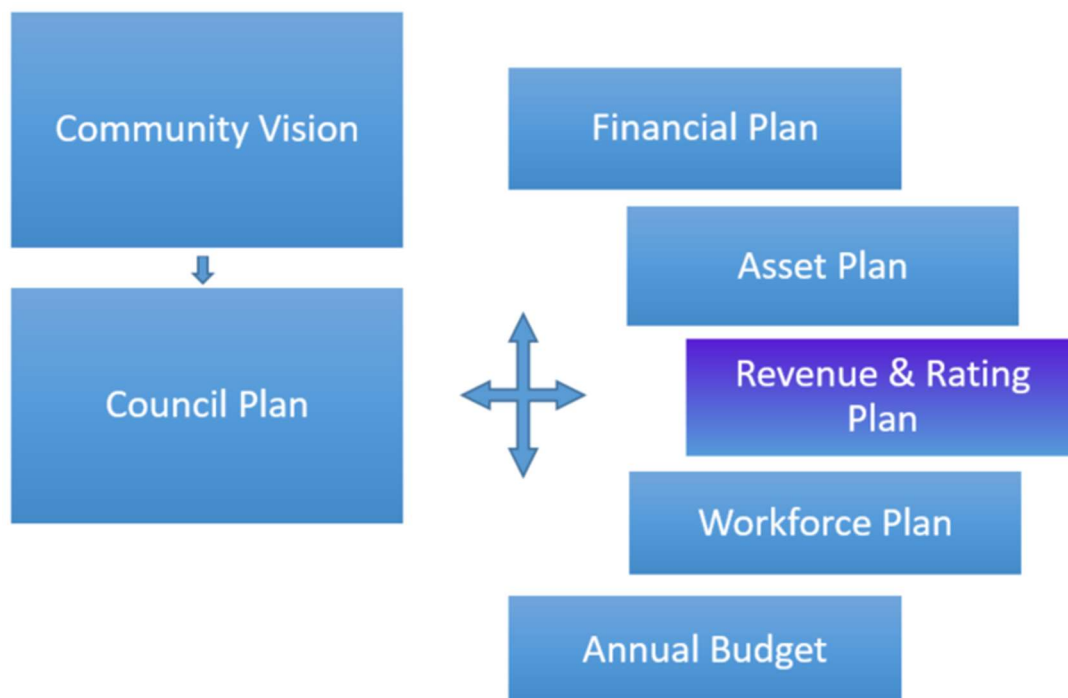 Community Vision
Council Plan
Financial Plan
Asset Plan
Revenue & Rating
Plan
Workforce Plan
Annual Budget